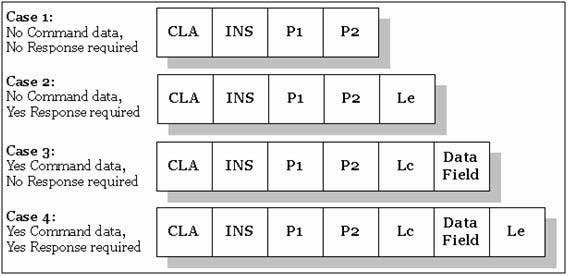 Case 1:
No Command data,
No Response required
CLA INS P1 P2
Case 2:
No Command data,
Yes Response required
CLA INS P1 P2 Le
Case 3:
Yes Command data,
No Response required
CLA INS P1 P2 Lc Data
Field
Case 4:
Yes Command data,
Yes Response required
CLA INS P1 P2 Lc Data Le
Field